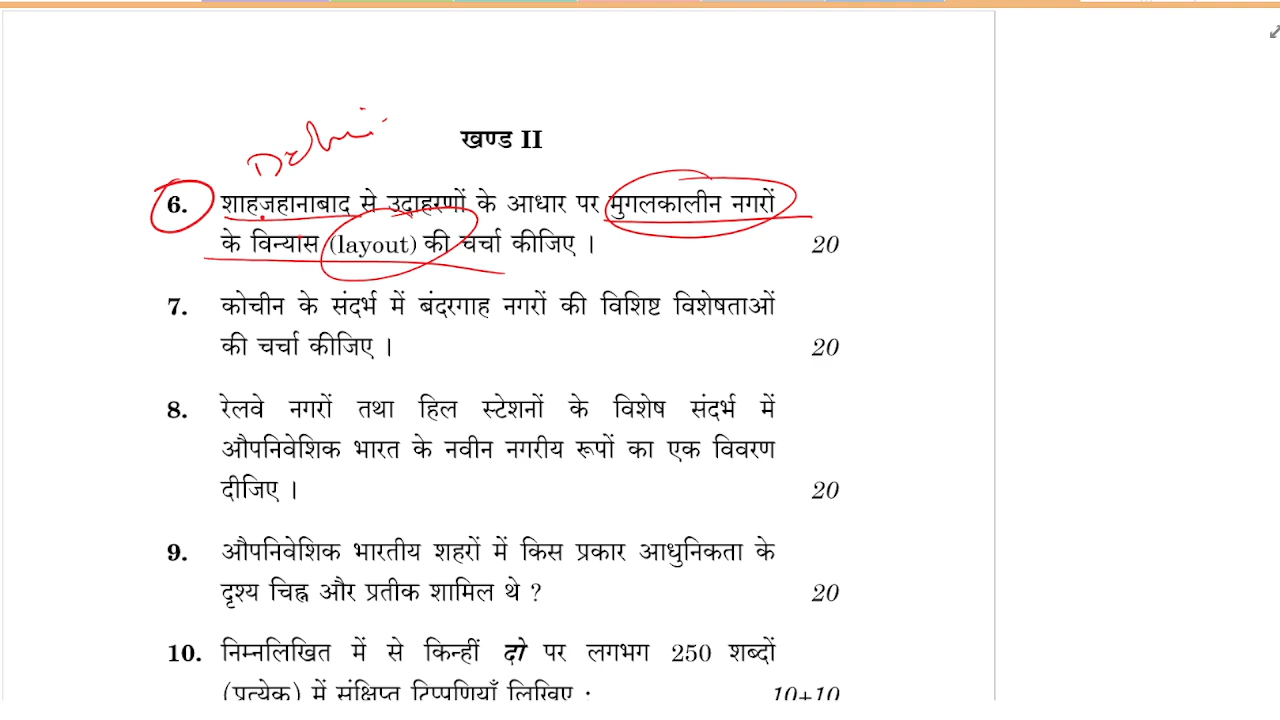 Delhi
खण्ड II
6. शाहजहानाबाद से उदाहरणों के आधार पर मुगलकालीन नगरों
के विन्यास (layout) की चर्चा कीजिए । 20
7. कोचीन के संदर्भ में बंदरगाह नगरों की विशिष्ट विशेषताओं
की चर्चा कीजिए । 20
8. रेलवे नगरों तथा हिल स्टेशनों के विशेष संदर्भ में
औपनिवेशिक भारत के नवीन नगरीय रूपों का एक विवरण
दीजिए । 20
9. औपनिवेशिक भारतीय शहरों में किस प्रकार आधुनिकता के
दृश्य चिह्न और प्रतीक शामिल थे ? 20
10. निम्नलिखित में से किन्हीं दो पर लगभग 250 शब्दों
(प्रत्येक) में संक्षिप्त टिप्पणियाँ लिखिए : 10+10